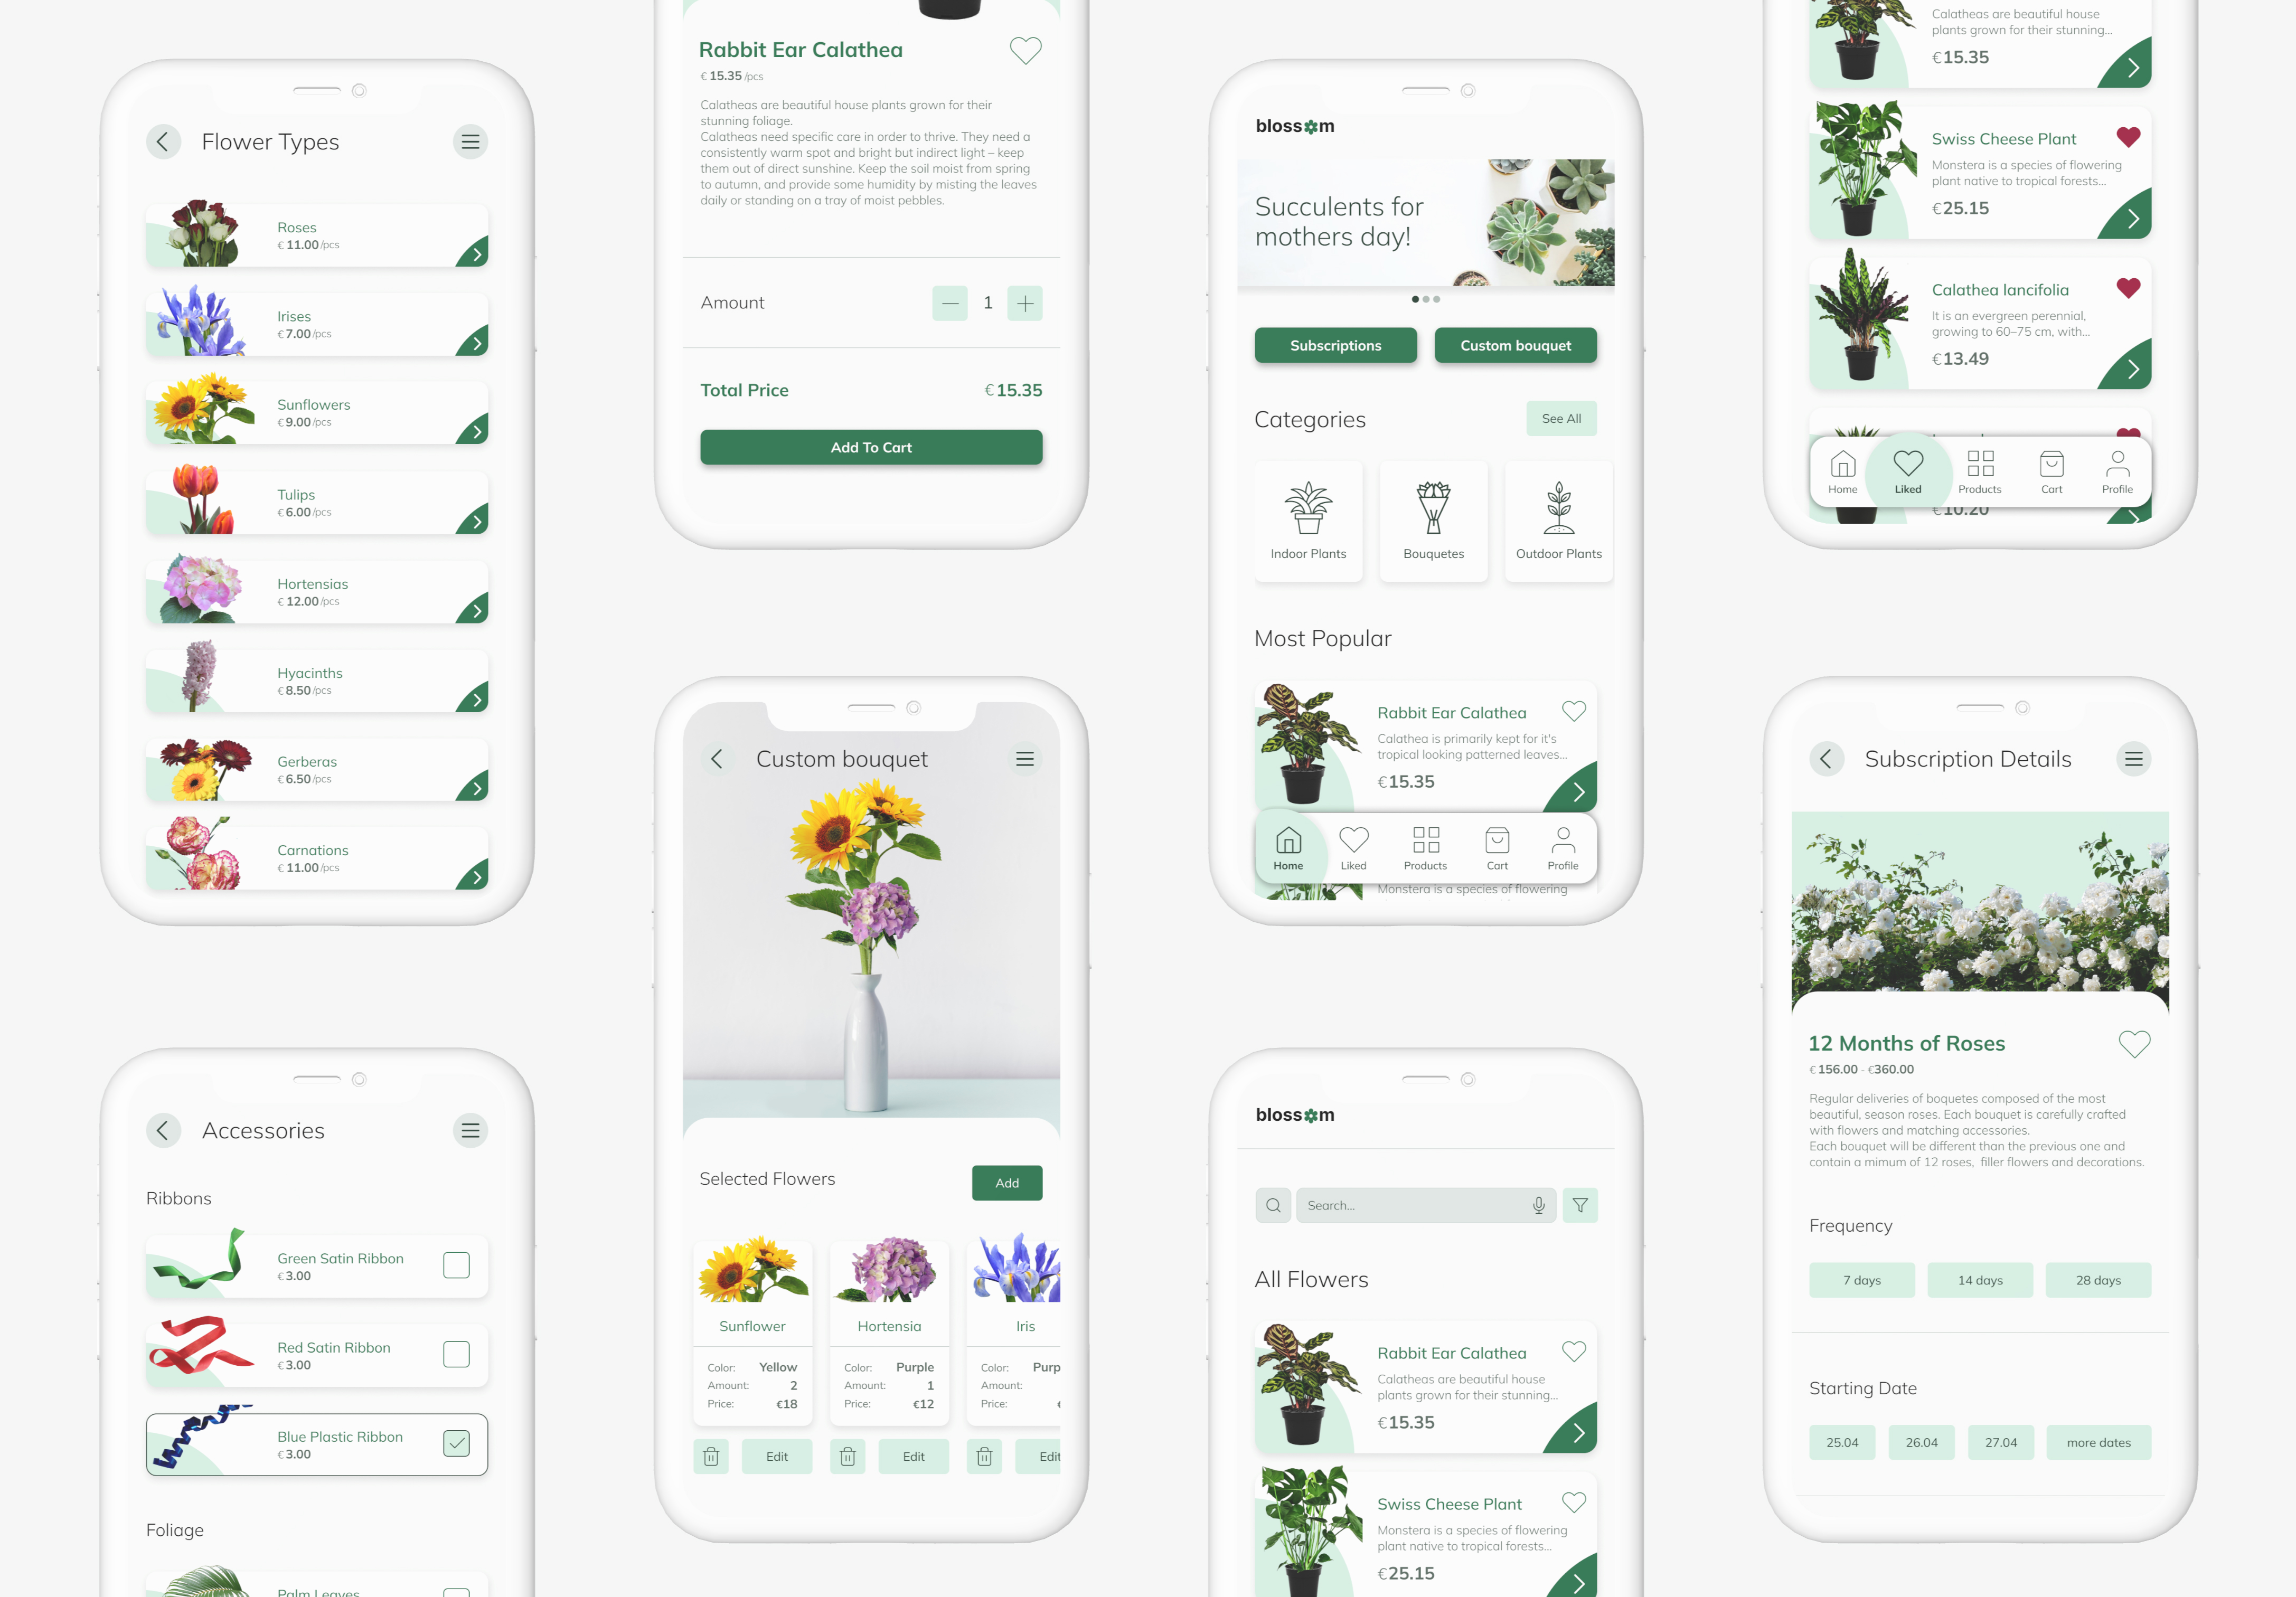 Flower Types
Roses
€ 11.00 /pcs
Irises
€ 7.00 /pcs
Sunflowers
€ 9.00 /pcs
Tulips
€ 6.00 /pcs
Hortensias
€ 12.00 /pcs
Hyacinths
€ 8.50 /pcs
Gerberas
€ 6.50 /pcs
Carnations
€ 11.00 /pcs
Accessories
Ribbons
Green Satin Ribbon
€ 3.00
Red Satin Ribbon
€ 3.00
Blue Plastic Ribbon
€ 3.00
Foliage
Palm Leaves
Rabbit Ear Calathea
€ 15.35 /pcs
Calatheas are beautiful house plants grown for their
stunning foliage.
Calatheas need specific care in order to thrive. They need a
consistently warm spot and bright but indirect light – keep
them out of direct sunshine. Keep the soil moist from spring
to autumn, and provide some humidity by misting the leaves
daily or standing on a tray of moist pebbles.
Amount 1
Total Price € 15.35
Add To Cart
Custom bouquet
Selected Flowers Add
Sunflower
Color: Yellow
Amount: 2
Price: €18
Edit
Hortensia
Color: Purple
Amount: 1
Price: €12
Edit
Iris
Color: Purp
Amount:
Price:
Edit
blossom
Succulents for
mothers day!
Subscriptions Custom bouquet
Categories See All
Indoor Plants Bouquetes Outdoor Plants
Most Popular
Rabbit Ear Calathea
Calathea is primarily kept for it's
tropical looking patterned leaves...
€ 15.35
Home Liked Products Cart Profile
Monstera is a species of flowering
blossom
Search...
All Flowers
Rabbit Ear Calathea
Calatheas are beautiful house
plants grown for their stunning...
€ 15.35
Swiss Cheese Plant
Monstera is a species of flowering
plant native to tropical forests...
€ 25.15
Calatheas are beautiful house
plants grown for their stunning...
€ 15.35
Swiss Cheese Plant
Monstera is a species of flowering
plant native to tropical forests...
€ 25.15
Calathea lancifolia
It is an evergreen perennial,
growing to 60–75 cm, with...
€ 13.49
Home Liked Products Cart Profile
€ 10.20
Subscription Details
12 Months of Roses
€ 156.00 - €360.00
Regular deliveries of boquetes composed of the most
beautiful, season roses. Each bouquet is carefully crafted
with flowers and matching accessories.
Each bouquet will be different than the previous one and
contain a mimum of 12 roses, filler flowers and decorations.
Frequency
7 days 14 days 28 days
Starting Date
25.04 26.04 27.04 more dates